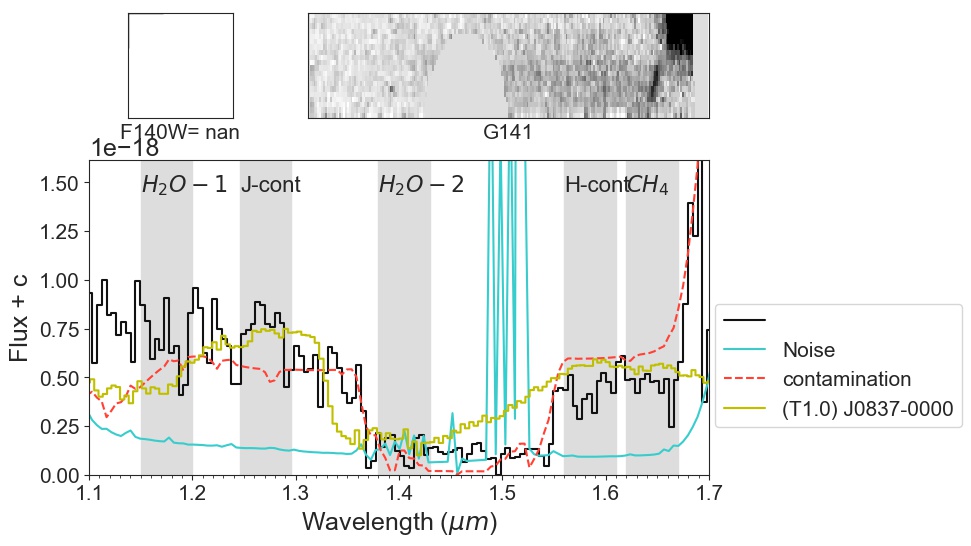 F140W= nan
G141
1e−18
H₂O − 1
J-cont
H₂O − 2
H-cont
CH₄
1.50
1.25
1.00
0.75
0.50
0.25
0.00
Flux + c
1.1
1.2
1.3
1.4
1.5
1.6
1.7
Wavelength (μm)
Noise
contamination
(T1.0) J0837-0000